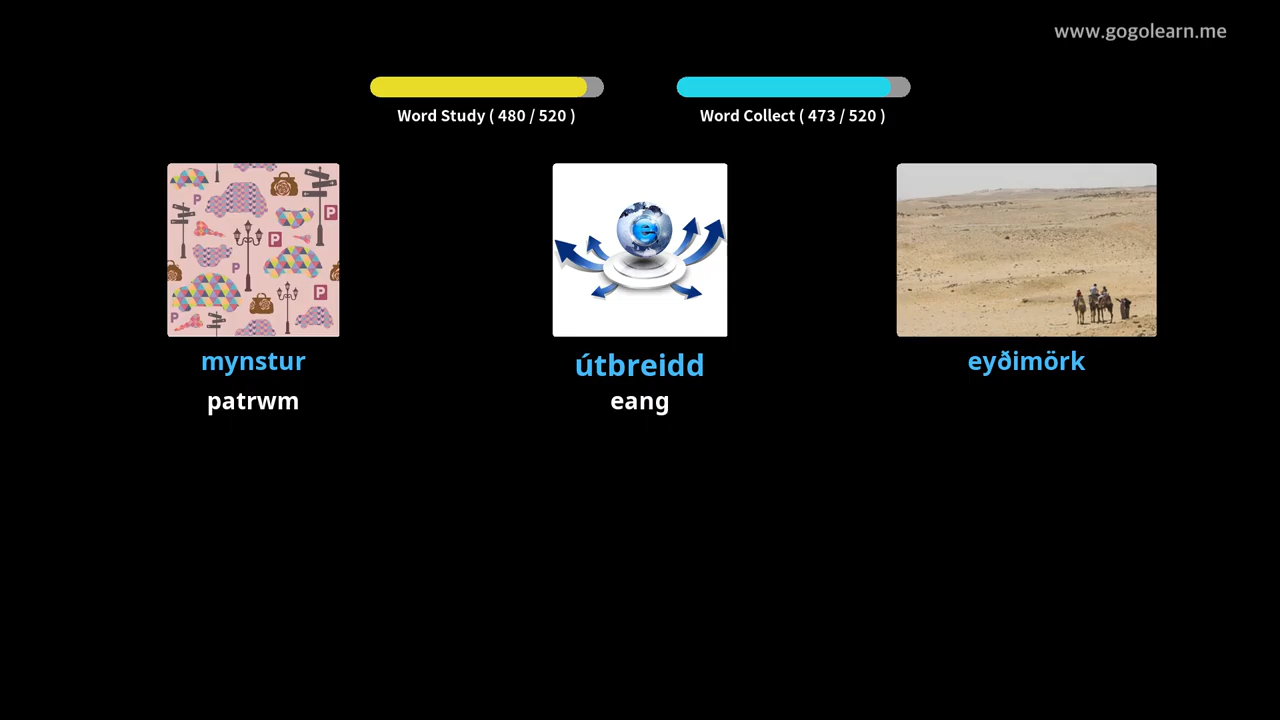 www.gogolearn.me
Word Study ( 480 / 520 )
Word Collect ( 473 / 520 )
P
P
P
P
P
P
e
mynstur
útbreidd
eyðimörk
patrwm
eang